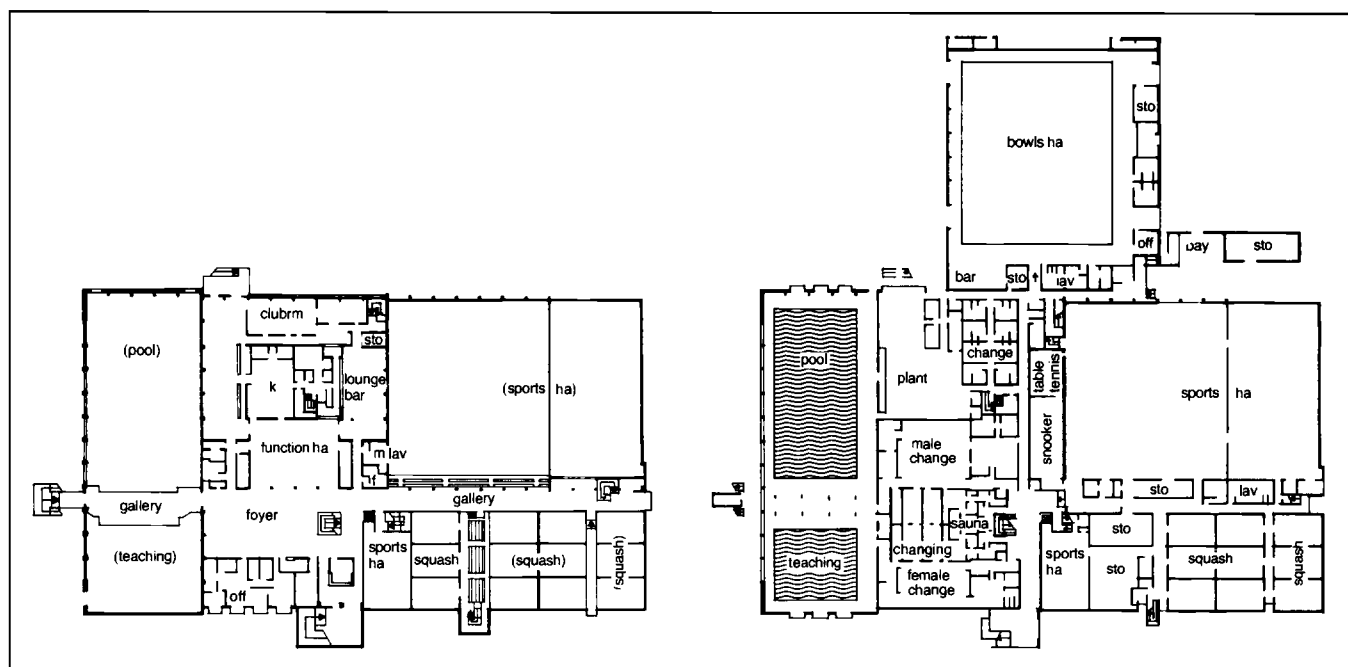 clubrm
sto
(pool)
k
lounge
bar
(sports ha)
function ha
m lav
f
gallery
gallery
foyer
(teaching)
sports
ha
squash
(squash)
(squash)
off
bowls ha
sto
off
bay
sto
bar
sto
lav
pool
change
plant
table
tennis
sports ha
snooker
male
change
sto
lav
sauna
changing
teaching
female
change
sports
ha
sto
sto
squash
squash